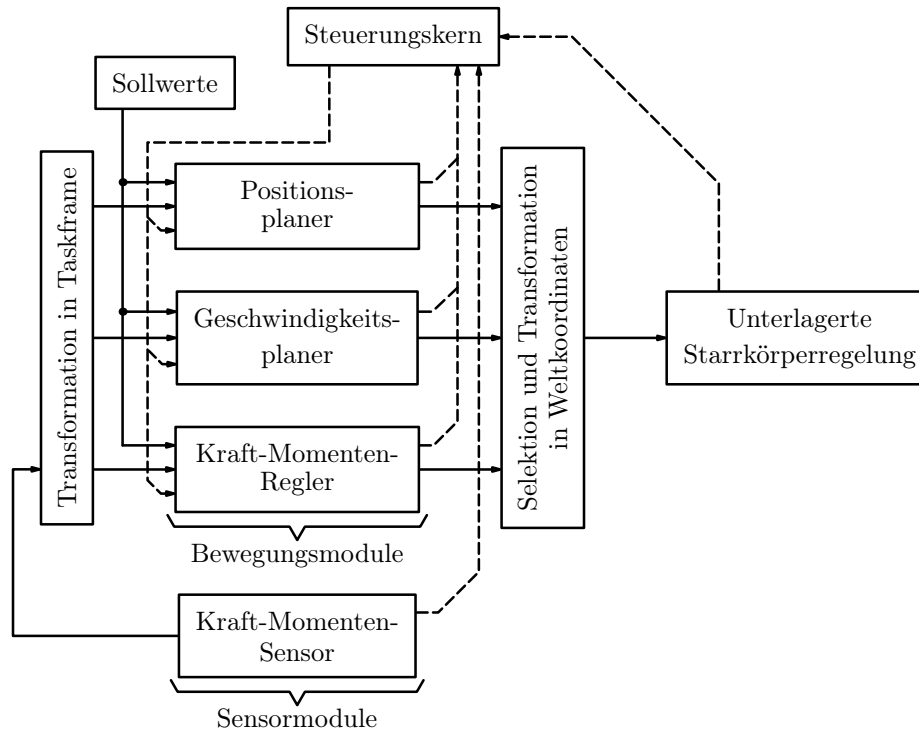 Steuerungskern
Sollwerte
Transformation in Taskframe
Positions-
planer
Geschwindigkeits-
planer
Kraft-Momenten-
Regler
Bewegungsmodule
Kraft-Momenten-
Sensor
Sensormodule
Selektion und Transformation
in Weltkoordinaten
Unterlagerte
Starrkörperregelung